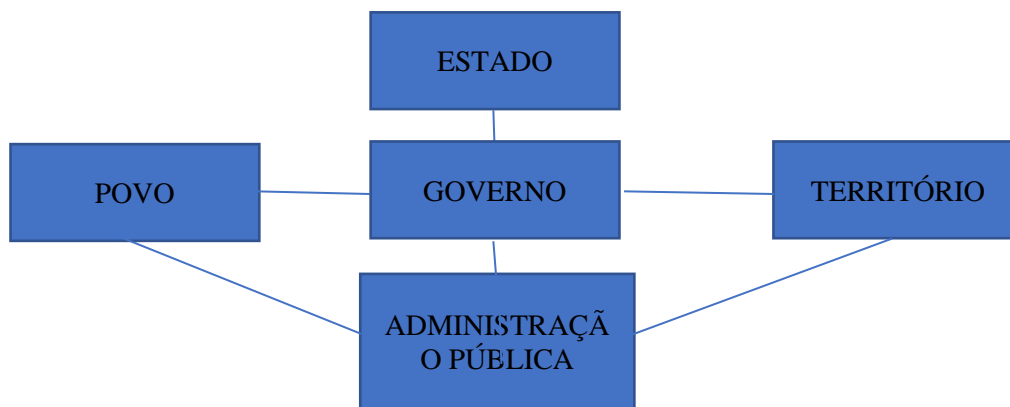 ESTADO
POVO
GOVERNO
TERRITÓRIO
ADMINISTRAÇÃ
O PÚBLICA